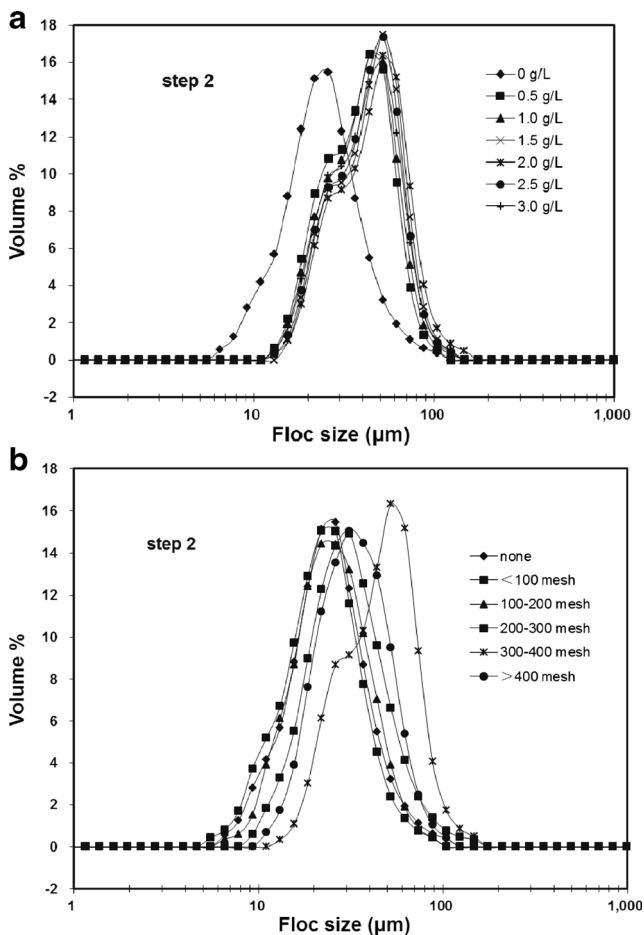 a
18
16
14
12
10
8
6
4
2
0
-2
Volume %
step 2
0 g/L
0.5 g/L
1.0 g/L
1.5 g/L
2.0 g/L
2.5 g/L
3.0 g/L
1
10
100
1,000
Floc size (μm)
b
18
16
14
12
10
8
6
4
2
0
-2
Volume %
step 2
none
<100 mesh
100-200 mesh
200-300 mesh
300-400 mesh
>400 mesh
1
10
100
1,000
Floc size (μm)